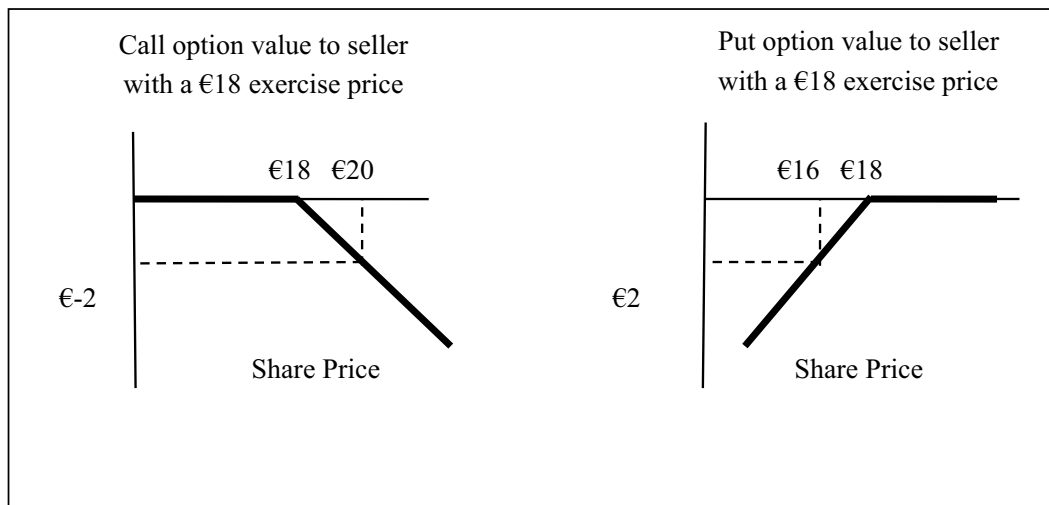 Call option value to seller
with a €18 exercise price
€18 €20
€-2
Share Price
Put option value to seller
with a €18 exercise price
€16 €18
€2
Share Price